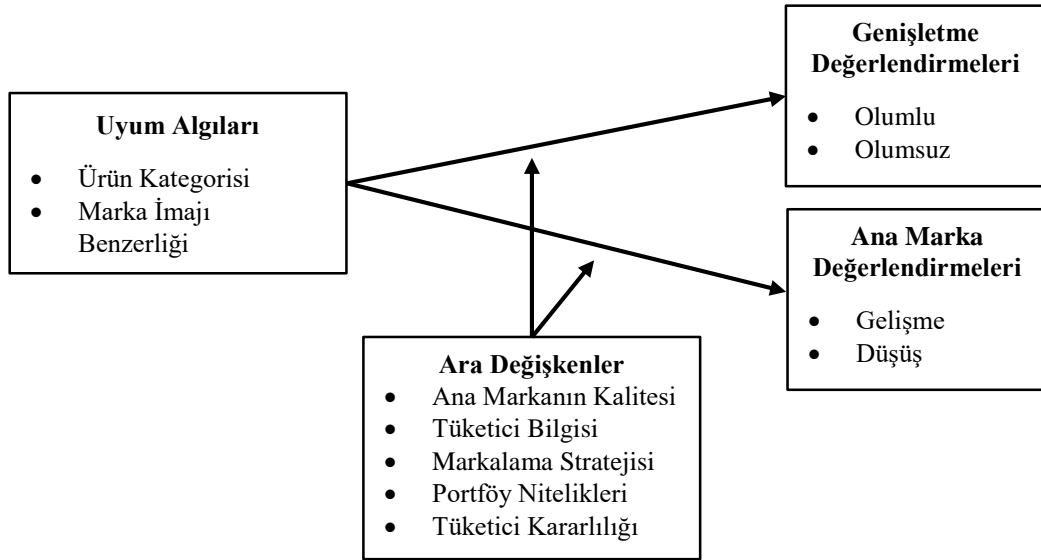 Uyum Algıları
• Ürün Kategorisi
• Marka İmajı
Benzerliği
Genişletme
Değerlendirmeleri
• Olumlu
• Olumsuz
Ana Marka
Değerlendirmeleri
• Gelişme
• Düşüş
Ara Değişkenler
• Ana Markanın Kalitesi
• Tüketici Bilgisi
• Markalama Stratejisi
• Portföy Nitelikleri
• Tüketici Kararlılığı